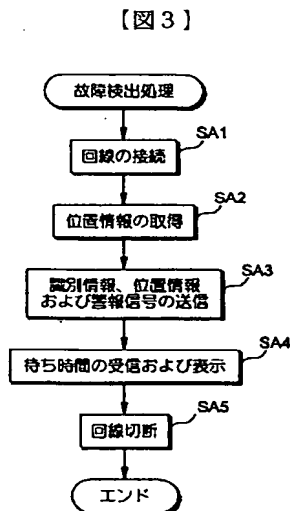 【図3】
故障検出処理
SA1
回線の接続
SA2
位置情報の取得
SA3
識別情報、位置情報
および警報信号の送信
SA4
待ち時間の受信および表示
SA5
回線切断
エンド